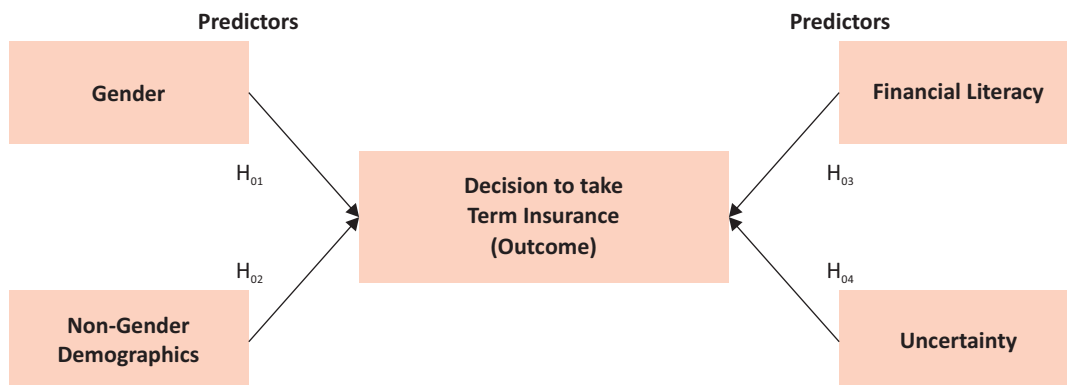 Predictors
Predictors
Gender
Financial Literacy
H01
H03
Decision to take
Term Insurance
(Outcome)
H02
H04
Non-Gender
Demographics
Uncertainty